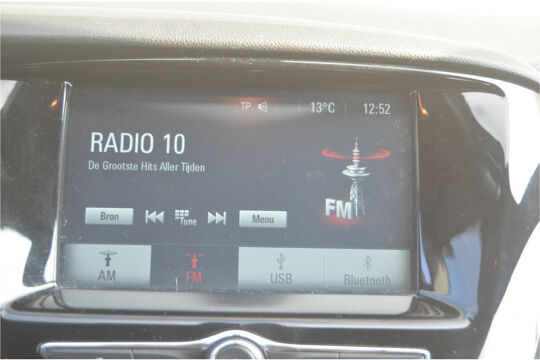 TP 13°C 12:52
RADIO 10
De Grootste Hits Aller Tijden
FM
Bron Tune Menu
AM FM USB Bluetooth